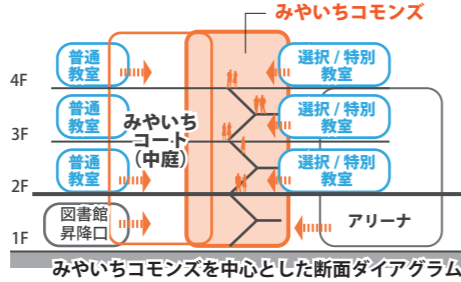 みやいちコモンズ
普通
教室
選択 / 特別
教室
4F
普通
教室
みやいち
コート
(中庭)
選択 / 特別
教室
3F
普通
教室
選択 / 特別
教室
2F
図書館
昇降口
アリーナ
1F
みやいちコモンズを中心とした断面ダイアグラム